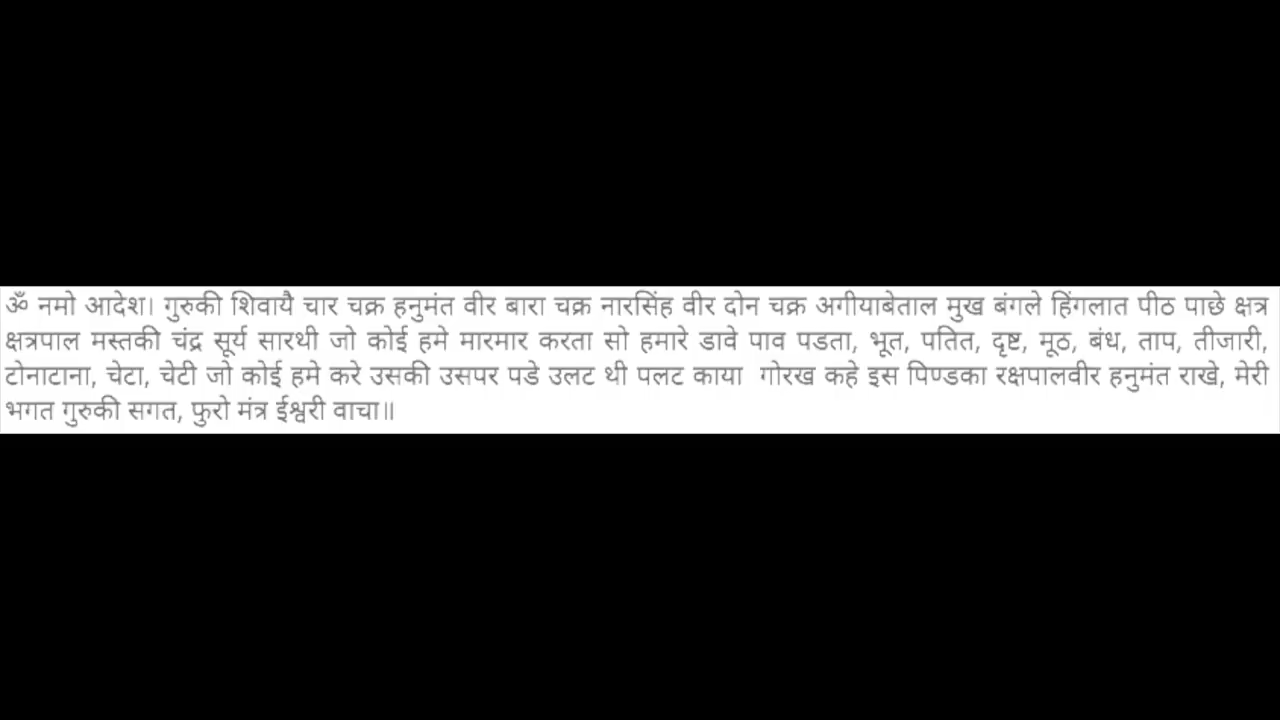 ॐ नमो आदेश। गुरुकी शिवायै चार चक्र हनुमंत वीर बारा चक्र नारसिंह वीर दोन चक्र अगीयाबेताल मुख बंगले हिंगलात पीठ पाछे क्षत्र
क्षत्रपाल मस्तकी चंद्र सूर्य सारथी जो कोई हमे मारमार करता सो हमारे डावे पाव पडता, भूत, पतित, दृष्ट, मूठ, बंध, ताप, तीजारी,
टोनाटाना, चेटा, चेटी जो कोई हमे करे उसकी उसपर पडे उलट थी पलट काया गोरख कहे इस पिण्डका रक्षपालवीर हनुमंत राखे, मेरी
भगत गुरुकी सगत, फुरो मंत्र ईश्वरी वाचा॥